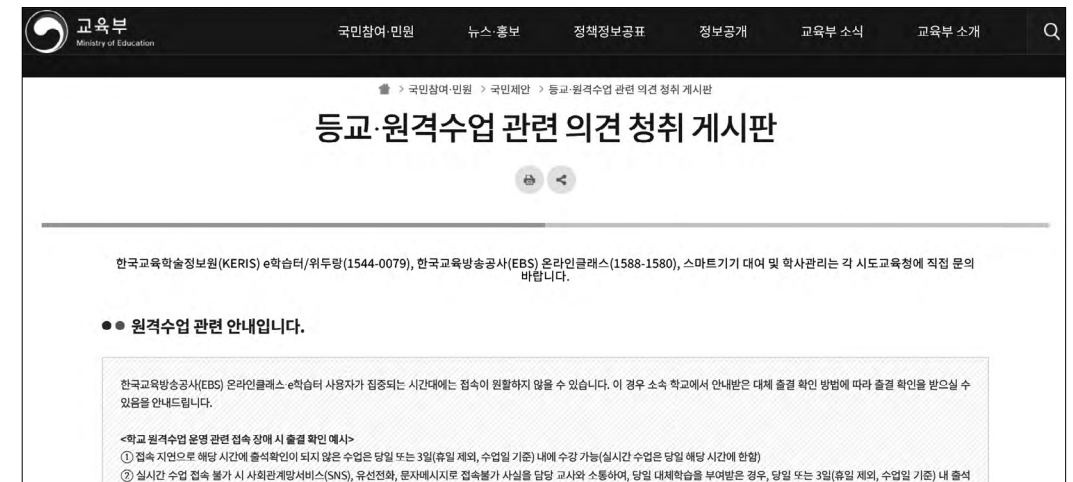 교육부
Ministry of Education
국민참여·민원 뉴스·홍보 정책정보공표 정보공개 교육부 소식 교육부 소개
> 국민참여·민원 > 국민제안 > 등교·원격수업 관련 의견 청취 게시판
등교·원격수업 관련 의견 청취 게시판
한국교육학술정보원(KERIS) e학습터/위두랑(1544-0079), 한국교육방송공사(EBS) 온라인클래스(1588-1580), 스마트기기 대여 및 학사관리는 각 시도교육청에 직접 문의
바랍니다.
원격수업 관련 안내입니다.
한국교육방송공사(EBS) 온라인클래스·e학습터 사용자가 집중되는 시간대에는 접속이 원활하지 않을 수 있습니다. 이 경우 소속 학교에서 안내받은 대체 출결 확인 방법에 따라 출결 확인을 받으실 수
있음을 안내드립니다.
<학교 원격수업 운영 관련 접속 장애 시 출결 확인 예시>
① 접속 지연으로 해당 시간에 출석확인이 되지 않은 수업은 당일 또는 3일(휴일 제외, 수업일 기준) 내에 수강 가능(실시간 수업은 당일 해당 시간에 한함)
② 실시간 수업 접속 불가 시 사회관계망서비스(SNS), 유선전화, 문자메시지로 접속불가 사실을 담당 교사와 소통하여, 당일 대체학습을 부여받은 경우, 당일 또는 3일(휴일 제외, 수업일 기준) 내 출석